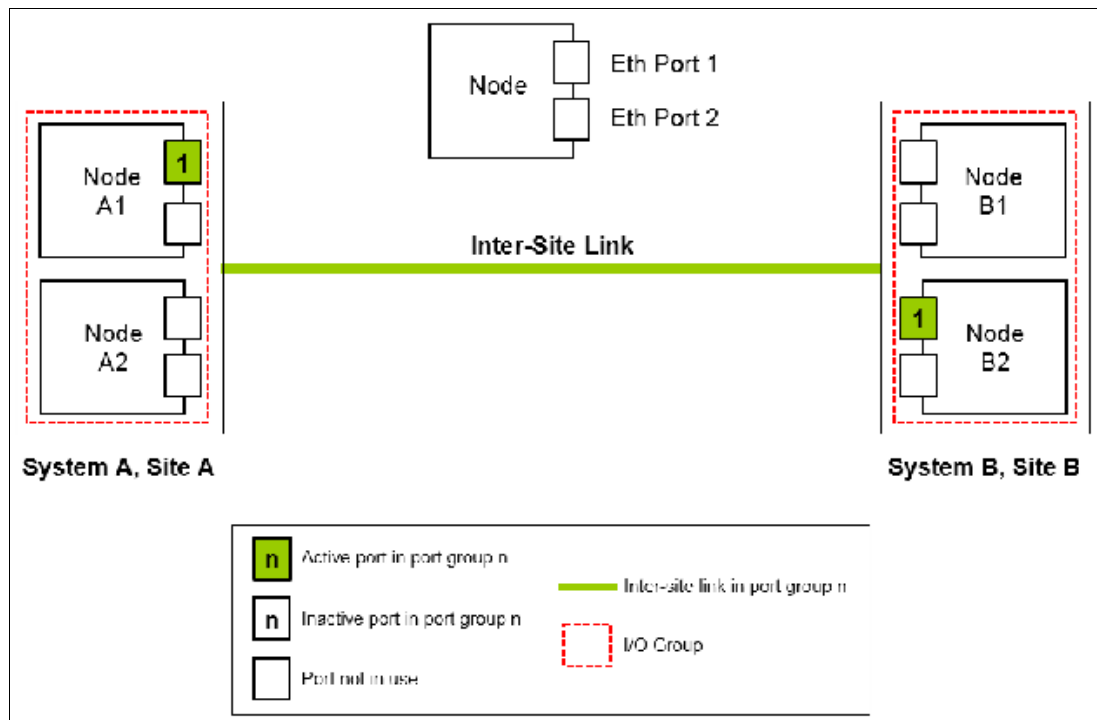 Node
Eth Port 1
Eth Port 2
Node
A1
1
Node
A2
Inter-Site Link
Node
B1
1
Node
B2
System A, Site A
System B, Site B
n
Active port in port group n
n
Inactive port in port group n
Port not in use
Inter-site link in port group n
I/O Group